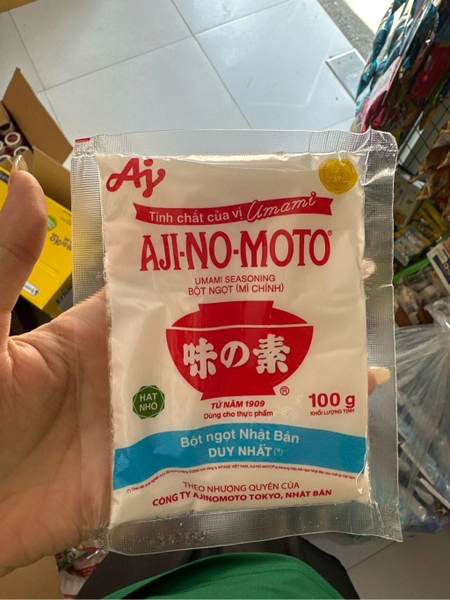 Aj
Tinh chất của vị Umami
AJI-NO-MOTO®
UMAMI SEASONING
BỘT NGỌT (MÌ CHÍNH)
味の素
®
HẠT
NHỎ
TỪ NĂM 1909
Dùng cho thực phẩm
100 g
KHỐI LƯỢNG TỊNH
Bột ngọt Nhật Bản
DUY NHẤT (*)
THEO NHƯỢNG QUYỀN CỦA
CÔNG TY AJINOMOTO TOKYO, NHẬT BẢN